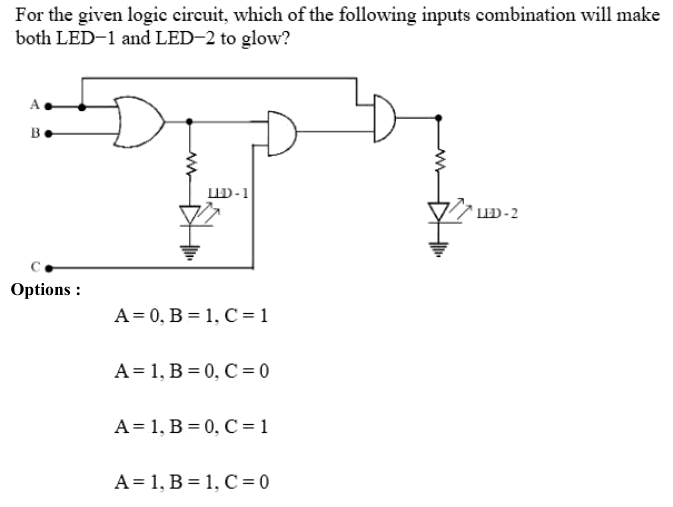 For the given logic circuit, which of the following inputs combination will make
both LED-1 and LED-2 to glow?
A
B
LED-1
LED-2
C
Options :
A = 0, B = 1, C = 1
A = 1, B = 0, C = 0
A = 1, B = 0, C = 1
A = 1, B = 1, C = 0